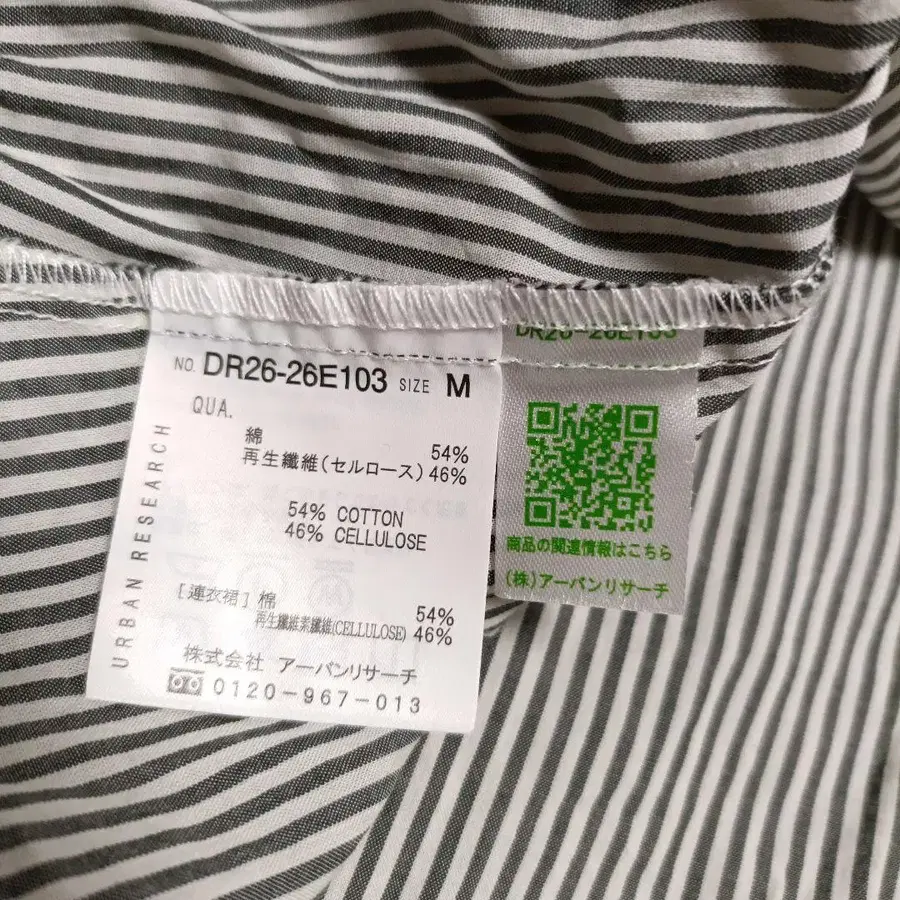 NO. DR26-26E103 SIZE M
QUA.
綿 54%
再生繊維(セルロース) 46%
54% COTTON
46% CELLULOSE
[連衣裙] 棉 54%
再生纖維素纖維(CELLULOSE) 46%
株式会社 アーバンリサーチ
0120-967-013
URBAN RESEARCH
DR26-26E103
商品の関連情報はこちら
(株)アーバンリサーチ